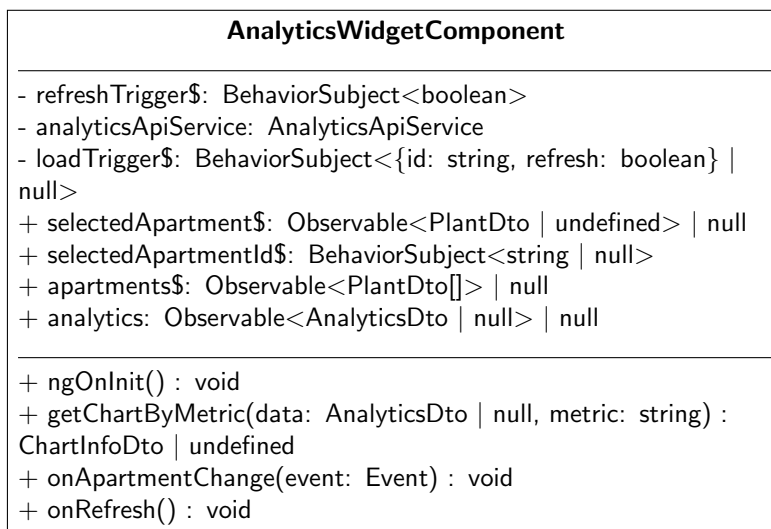 AnalyticsWidgetComponent
- refreshTrigger$: BehaviorSubject<boolean>
- analyticsApiService: AnalyticsApiService
- loadTrigger$: BehaviorSubject<{id: string, refresh: boolean} |
null>
+ selectedApartment$: Observable<PlantDto | undefined> | null
+ selectedApartmentId$: BehaviorSubject<string | null>
+ apartments$: Observable<PlantDto[]> | null
+ analytics: Observable<AnalyticsDto | null> | null
+ ngOnInit() : void
+ getChartByMetric(data: AnalyticsDto | null, metric: string) :
ChartInfoDto | undefined
+ onApartmentChange(event: Event) : void
+ onRefresh() : void